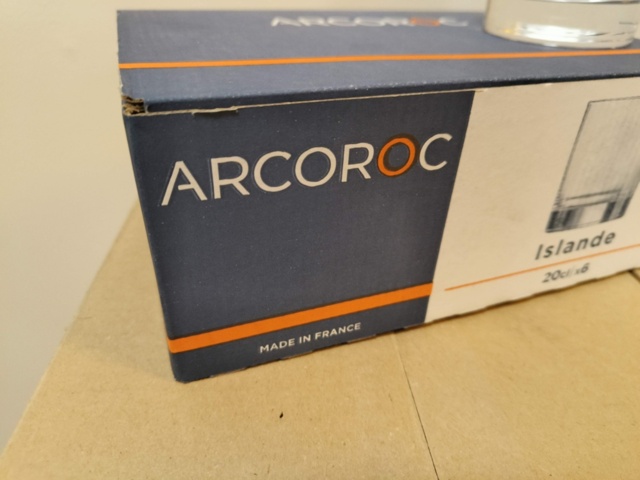 ARCOROC
ARCOROC
MADE IN FRANCE
Islande
20cl x6